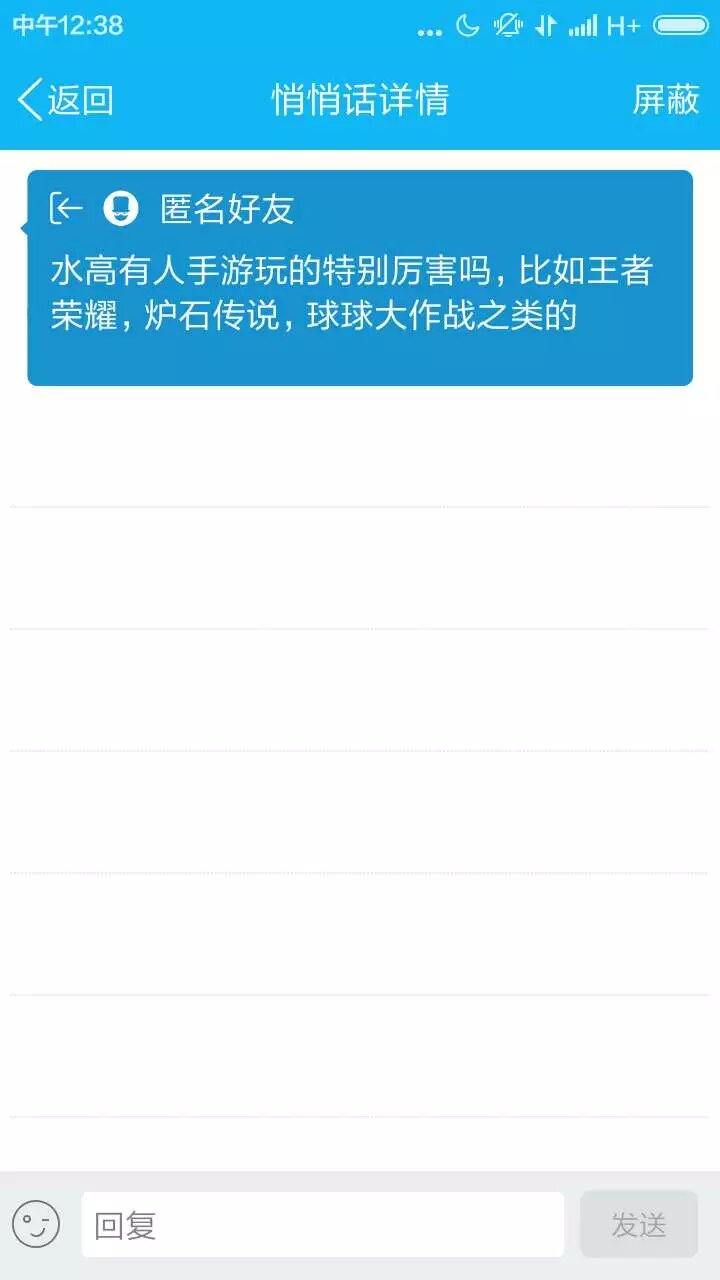 中午12:38
... H+
返回 悄悄话详情 屏蔽
匿名好友
水高有人手游玩的特别厉害吗，比如王者
荣耀，炉石传说，球球大作战之类的
回复 发送